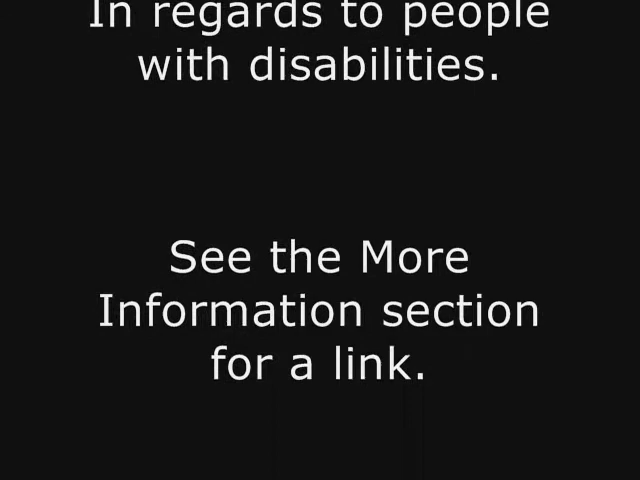 In regards to people
with disabilities.
See the More
Information section
for a link.